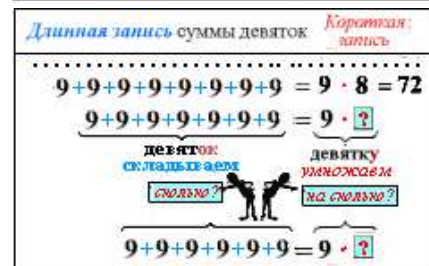 Длинная запись суммы девяток
Короткая:
запись
9+9+9+9+9+9+9+9 = 9 · 8 = 72
9+9+9+9+9+9+9 = 9 · ?
девяток
складываем
сколько?
девятку
умножаем
на сколько?
9+9+9+9+9+9 = 9 · ?